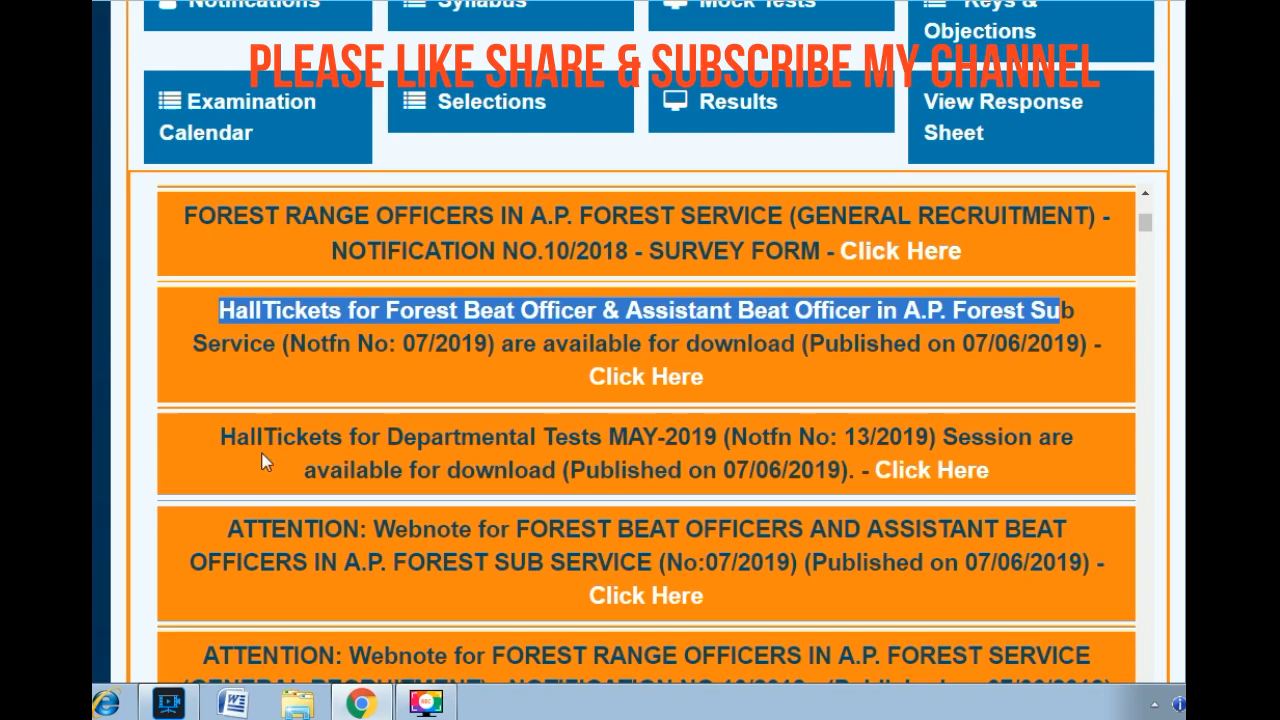 Notifications
Syllabus
Mock Tests
Keys &
Objections
PLEASE LIKE SHARE & SUBSCRIBE MY CHANNEL
Examination
Calendar
Selections
Results
View Response
Sheet
FOREST RANGE OFFICERS IN A.P. FOREST SERVICE (GENERAL RECRUITMENT) -
NOTIFICATION NO.10/2018 - SURVEY FORM - Click Here
HallTickets for Forest Beat Officer & Assistant Beat Officer in A.P. Forest Sub
Service (Notfn No: 07/2019) are available for download (Published on 07/06/2019) -
Click Here
HallTickets for Departmental Tests MAY-2019 (Notfn No: 13/2019) Session are
available for download (Published on 07/06/2019). - Click Here
ATTENTION: Webnote for FOREST BEAT OFFICERS AND ASSISTANT BEAT
OFFICERS IN A.P. FOREST SUB SERVICE (No:07/2019) (Published on 07/06/2019) -
Click Here
ATTENTION: Webnote for FOREST RANGE OFFICERS IN A.P. FOREST SERVICE